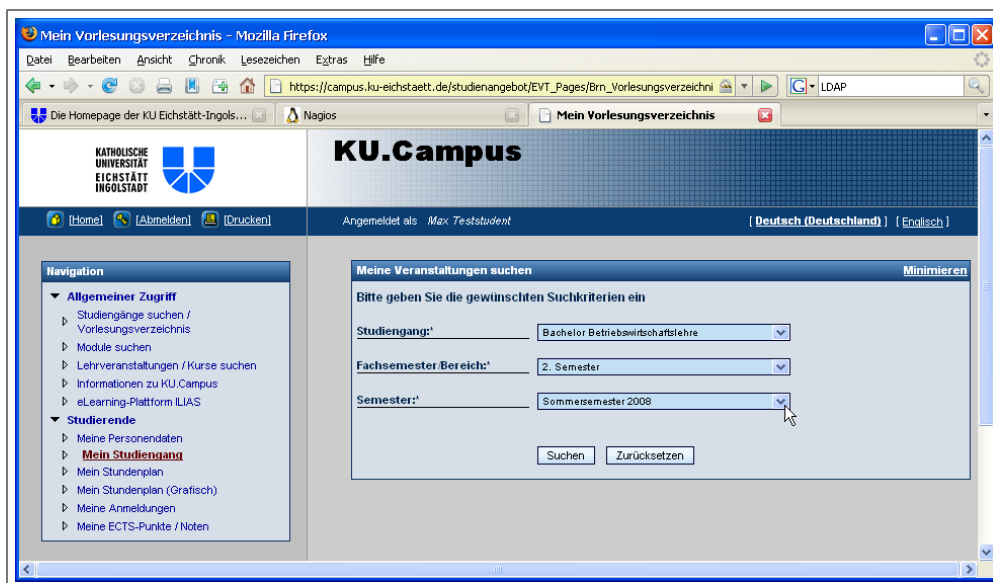 Mein Vorlesungsverzeichnis - Mozilla Firefox
Datei Bearbeiten Ansicht Chronik Lesezeichen Extras Hilfe
https://campus.ku-eichstaett.de/studienangebot/EVT_Pages/Brn_Vorlesungsverzeichni G LDAP
Die Homepage der KU Eichstätt-Ingols... Nagios Mein Vorlesungsverzeichnis
KATHOLISCHE
UNIVERSITÄT
EICHSTÄTT
INGOLSTADT
KU.Campus
[Home] [Abmelden] [Drucken] Angemeldet als Max Teststudent [ Deutsch (Deutschland) ] [ Englisch ]
Navigation
Allgemeiner Zugriff
Studiengänge suchen /
Vorlesungsverzeichnis
Module suchen
Lehrveranstaltungen / Kurse suchen
Informationen zu KU.Campus
eLearning-Plattform ILIAS
Studierende
Meine Personendaten
Mein Studiengang
Mein Stundenplan
Mein Stundenplan (Grafisch)
Meine Anmeldungen
Meine ECTS-Punkte / Noten
Meine Veranstaltungen suchen Minimieren
Bitte geben Sie die gewünschten Suchkriterien ein
Studiengang:* Bachelor Betriebswirtschaftslehre
Fachsemester/Bereich:* 2. Semester
Semester:* Sommersemester 2008
Suchen Zurücksetzen